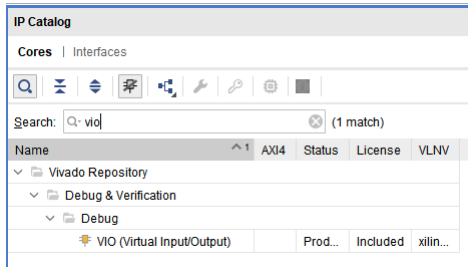 IP Catalog
Cores | Interfaces
Search: vio (1 match)
Name 1 AXI4 Status License VLNV
Vivado Repository
Debug & Verification
Debug
VIO (Virtual Input/Output) Prod... Included xilin...